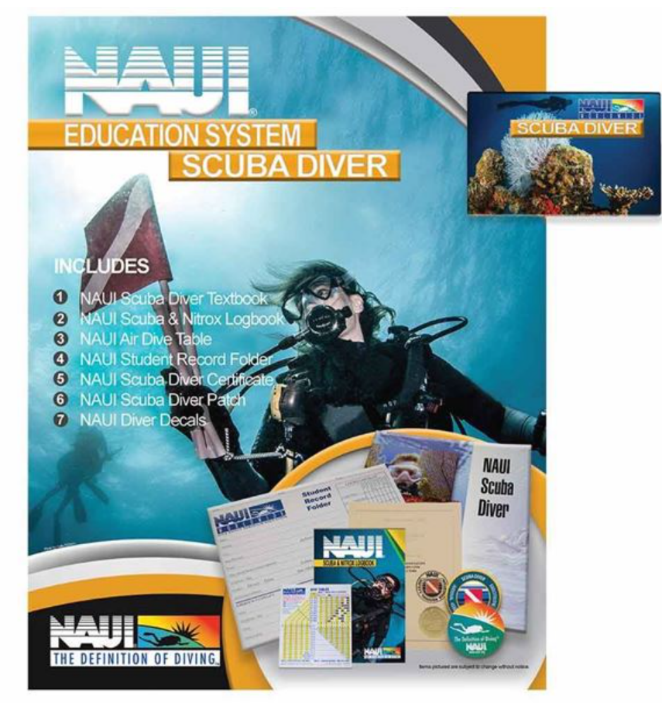 NAUI®
EDUCATION SYSTEM
SCUBA DIVER
NAUI
WORLDWIDE
SCUBA DIVER
INCLUDES
1 NAUI Scuba Diver Textbook
2 NAUI Scuba & Nitrox Logbook
3 NAUI Air Dive Table
4 NAUI Student Record Folder
5 NAUI Scuba Diver Certificate
6 NAUI Scuba Diver Patch
7 NAUI Diver Decals
NAUI
Scuba
Diver
Student
Record
Folder
NAUI
WORLDWIDE
NAUI
SCUBA & NITROX LOGBOOK
SCUBA DIVER
The Definition of Diving
NAUI
NAUI
THE DEFINITION OF DIVING
Items pictured are subject to change without notice